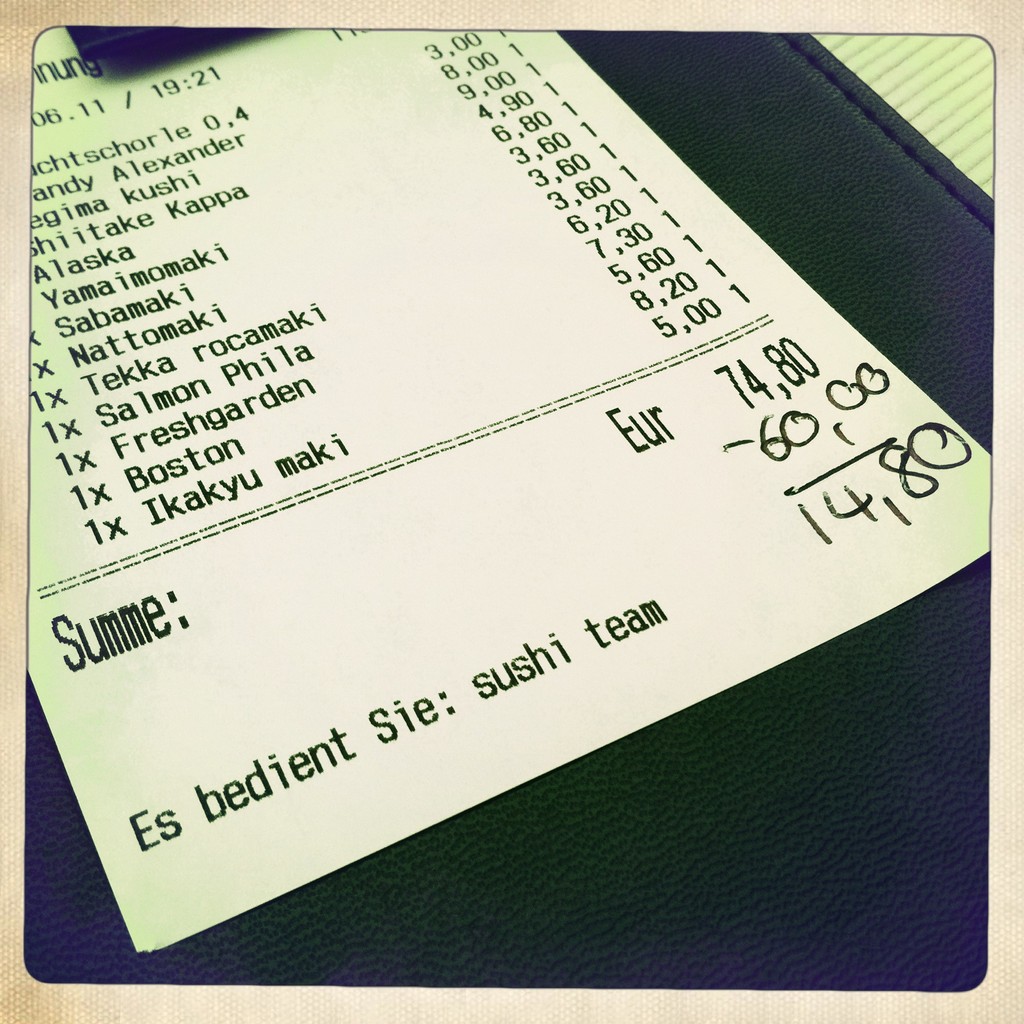 nung
06.11 / 19:21
chtschorle 0,4 3,00 1
andy Alexander 8,00 1
egima kushi 9,00 1
shiitake Kappa 4,90 1
Alaska 6,80 1
Yamaimomaki 3,60 1
x Sabamaki 3,60 1
x Nattomaki 3,60 1
1x Tekka rocamaki 6,20 1
1x Salmon Phila 7,30 1
1x Freshgarden 5,60 1
1x Boston 8,20 1
1x Ikakyu maki 5,00 1
Summe: Eur 74,80
-60,00
14,80
Es bedient Sie: sushi team